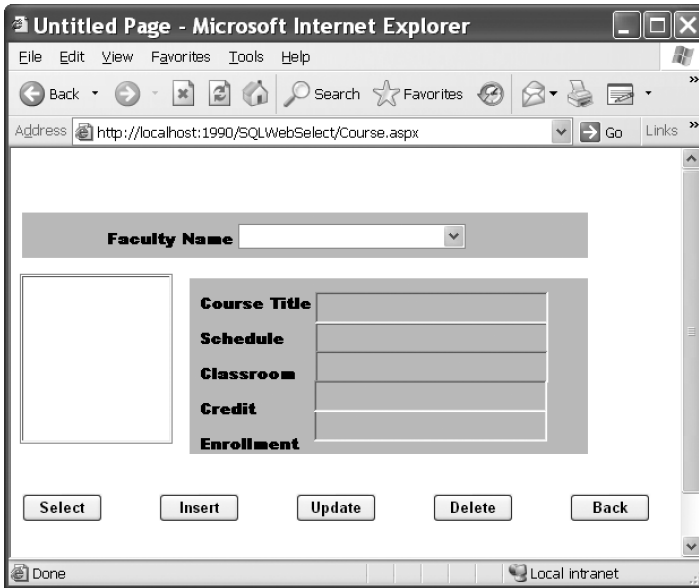 Untitled Page - Microsoft Internet Explorer
File Edit View Favorites Tools Help
Back Search Favorites »
Address http://localhost:1990/SQLWebSelect/Course.aspx Go Links »
Faculty Name
Course Title
Schedule
Classroom
Credit
Enrollment
Select Insert Update Delete Back
Done Local intranet